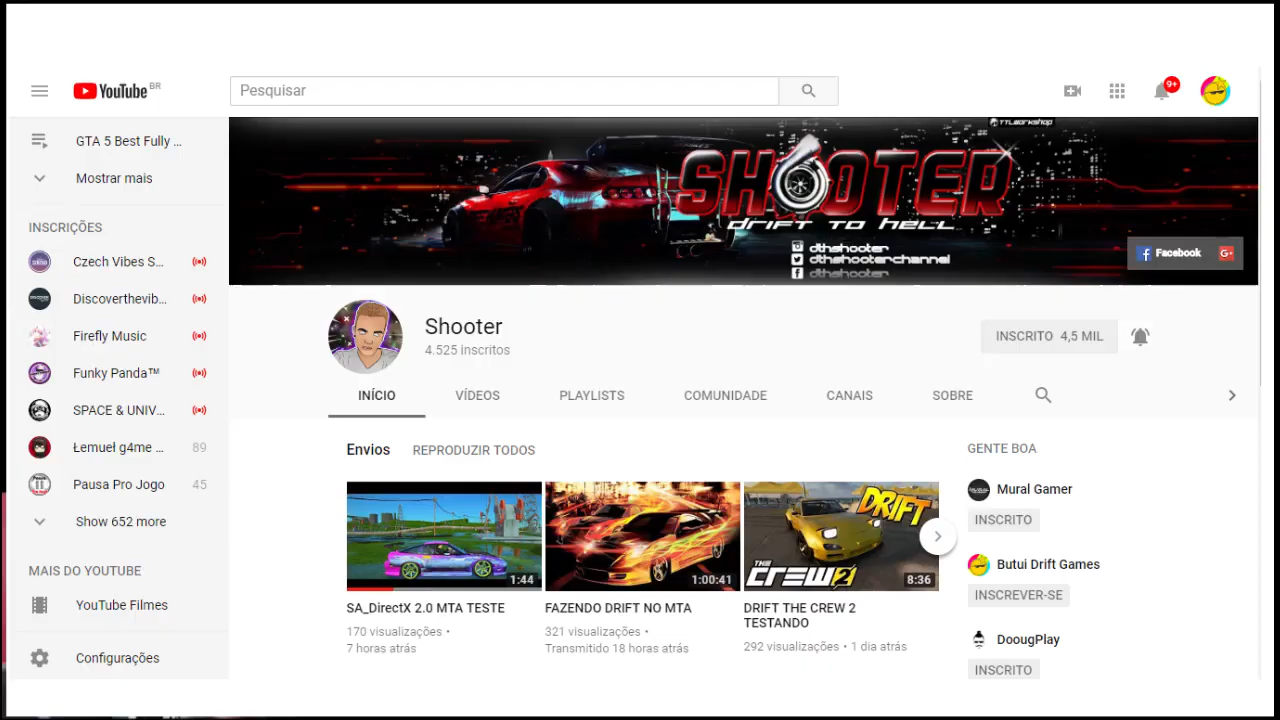 YouTube BR
Pesquisar
9+
GTA 5 Best Fully ...
Mostrar mais
INSCRIÇÕES
Czech Vibes S...
Discoverthevib...
Firefly Music
Funky Panda™
SPACE & UNIV...
Łemueł g4me ... 89
Pausa Pro Jogo 45
Show 652 more
MAIS DO YOUTUBE
YouTube Filmes
Configurações
TTLWORKSHOP
SHOOTER
DRIFT TO HELL
dthshooter
dthshooterchannel
dthshooter
Facebook G+
Shooter
4.525 inscritos
INSCRITO 4,5 MIL
INÍCIO VÍDEOS PLAYLISTS COMUNIDADE CANAIS SOBRE
Envios REPRODUZIR TODOS
1:44
SA_DirectX 2.0 MTA TESTE
170 visualizações •
7 horas atrás
1:00:41
FAZENDO DRIFT NO MTA
321 visualizações •
Transmitido 18 horas atrás
DRIFT
THE CREW 2
8:36
DRIFT THE CREW 2
TESTANDO
292 visualizações • 1 dia atrás
GENTE BOA
Mural Gamer
INSCRITO
Butui Drift Games
INSCREVER-SE
DoougPlay
INSCRITO